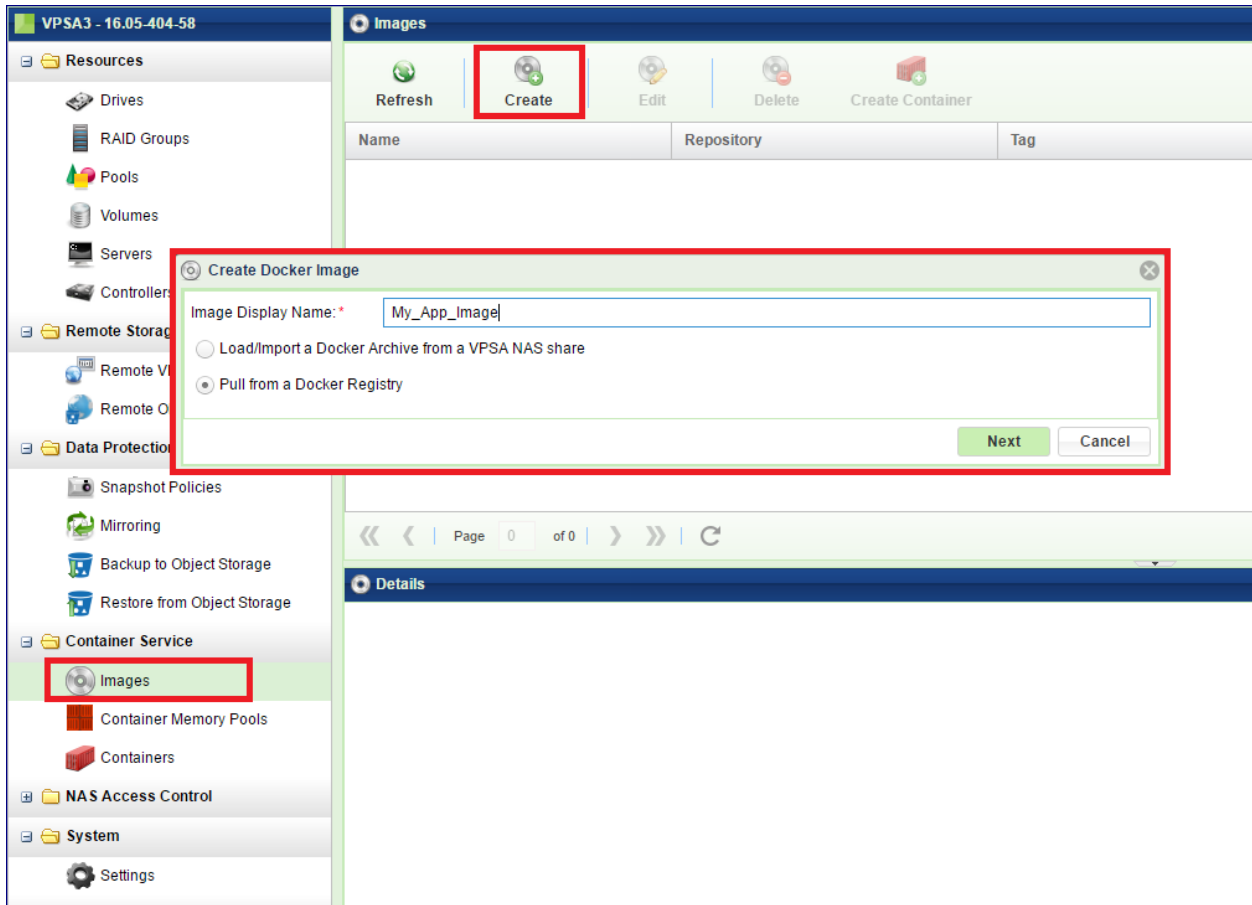 VPSA3 - 16.05-404-58
Resources
Drives
RAID Groups
Pools
Volumes
Servers
Controllers
Remote Storag
Remote V
Remote O
Data Protection
Snapshot Policies
Mirroring
Backup to Object Storage
Restore from Object Storage
Container Service
Images
Container Memory Pools
Containers
NAS Access Control
System
Settings
Images
Refresh Create Edit Delete Create Container
Name Repository Tag
Create Docker Image
Image Display Name: * My_App_Image
Load/Import a Docker Archive from a VPSA NAS share
Pull from a Docker Registry
Next Cancel
Page 0 of 0
Details